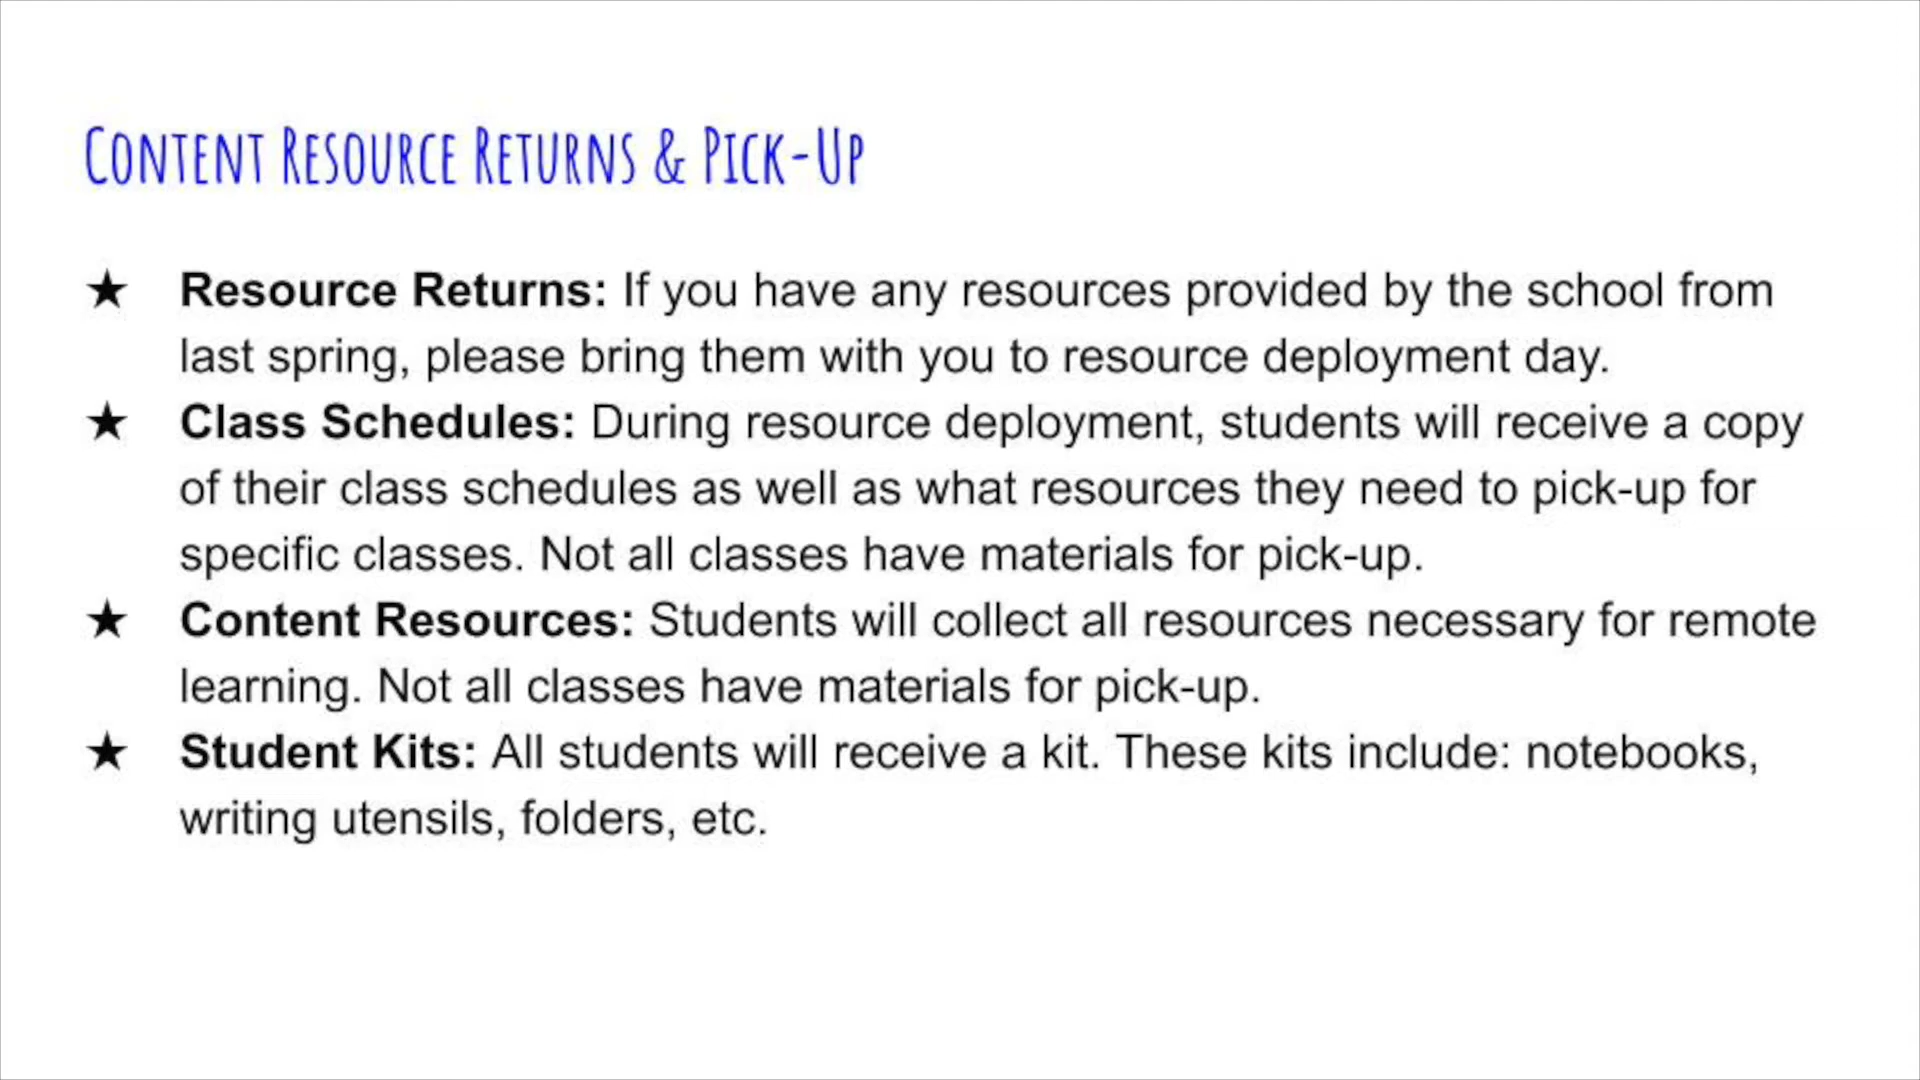 Content Resource Returns & Pick-Up
★ Resource Returns: If you have any resources provided by the school from
last spring, please bring them with you to resource deployment day.
★ Class Schedules: During resource deployment, students will receive a copy
of their class schedules as well as what resources they need to pick-up for
specific classes. Not all classes have materials for pick-up.
★ Content Resources: Students will collect all resources necessary for remote
learning. Not all classes have materials for pick-up.
★ Student Kits: All students will receive a kit. These kits include: notebooks,
writing utensils, folders, etc.